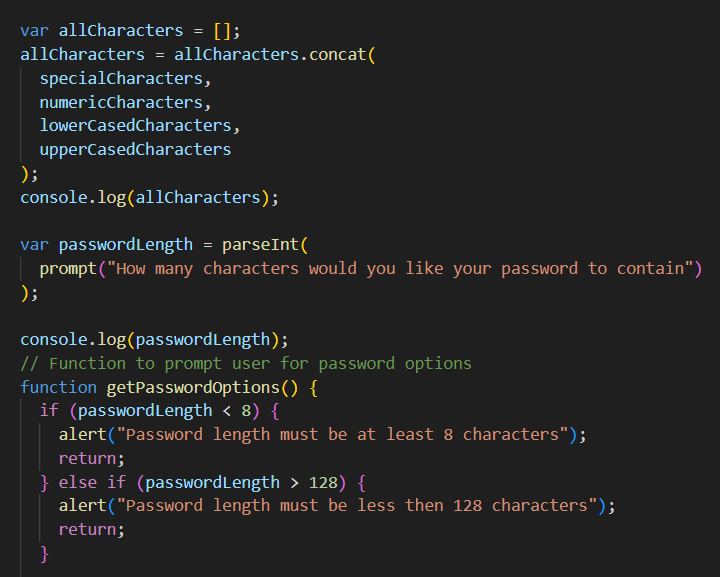 var allCharacters = [];
allCharacters = allCharacters.concat(
  specialCharacters,
  numericCharacters,
  lowerCasedCharacters,
  upperCasedCharacters
);
console.log(allCharacters);

var passwordLength = parseInt(
  prompt("How many characters would you like your password to contain")
);

console.log(passwordLength);
// Function to prompt user for password options
function getPasswordOptions() {
  if (passwordLength < 8) {
    alert("Password length must be at least 8 characters");
    return;
  } else if (passwordLength > 128) {
    alert("Password length must be less then 128 characters");
    return;
  }